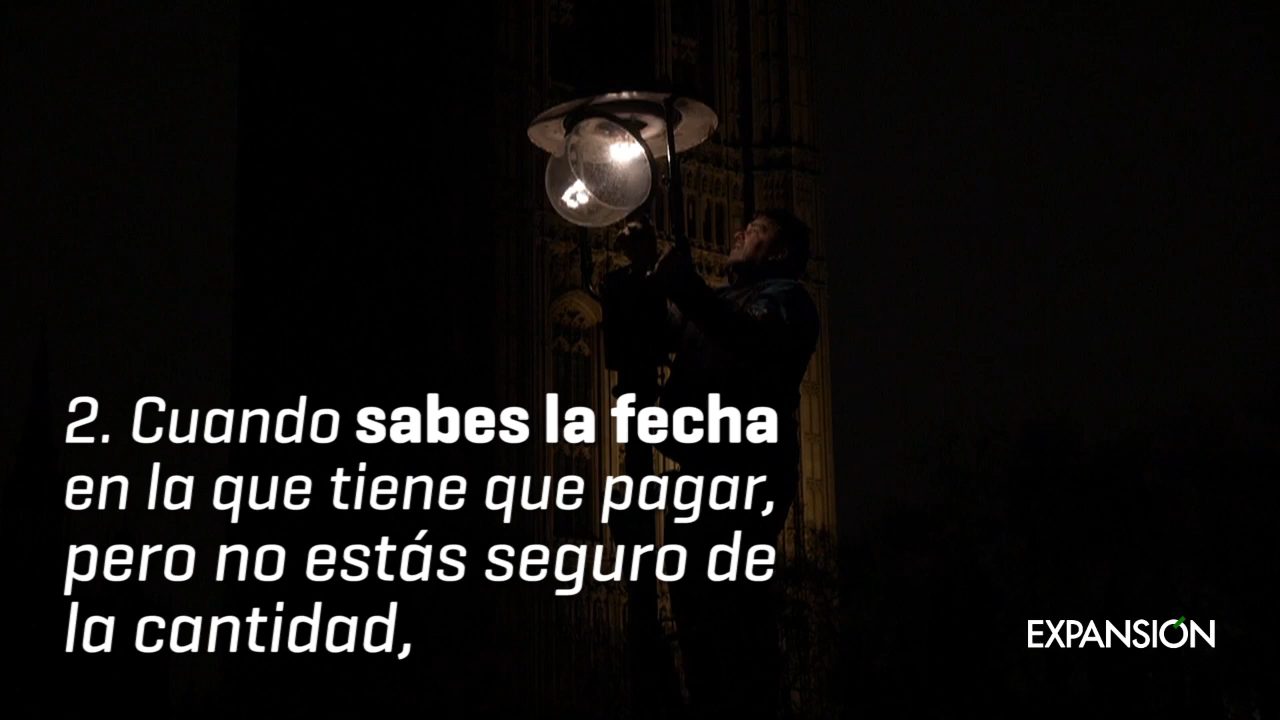 2. Cuando sabes la fecha
en la que tiene que pagar,
pero no estás seguro de
la cantidad,
EXPANSIÓN